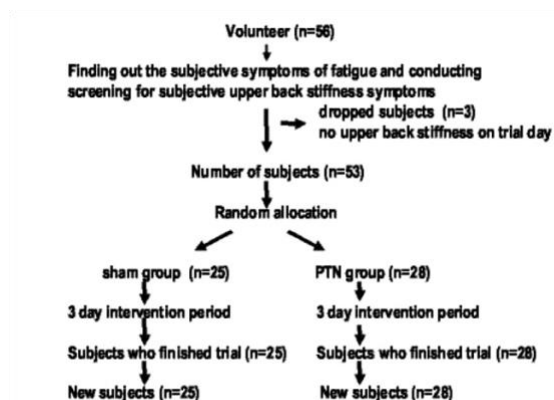 Volunteer (n=56)
Finding out the subjective symptoms of fatigue and conducting
screening for subjective upper back stiffness symptoms
dropped subjects (n=3)
no upper back stiffness on trial day
Number of subjects (n=53)
Random allocation
sham group (n=25)
PTN group (n=28)
3 day intervention period
3 day intervention period
Subjects who finished trial (n=25)
Subjects who finished trial (n=28)
New subjects (n=25)
New subjects (n=28)